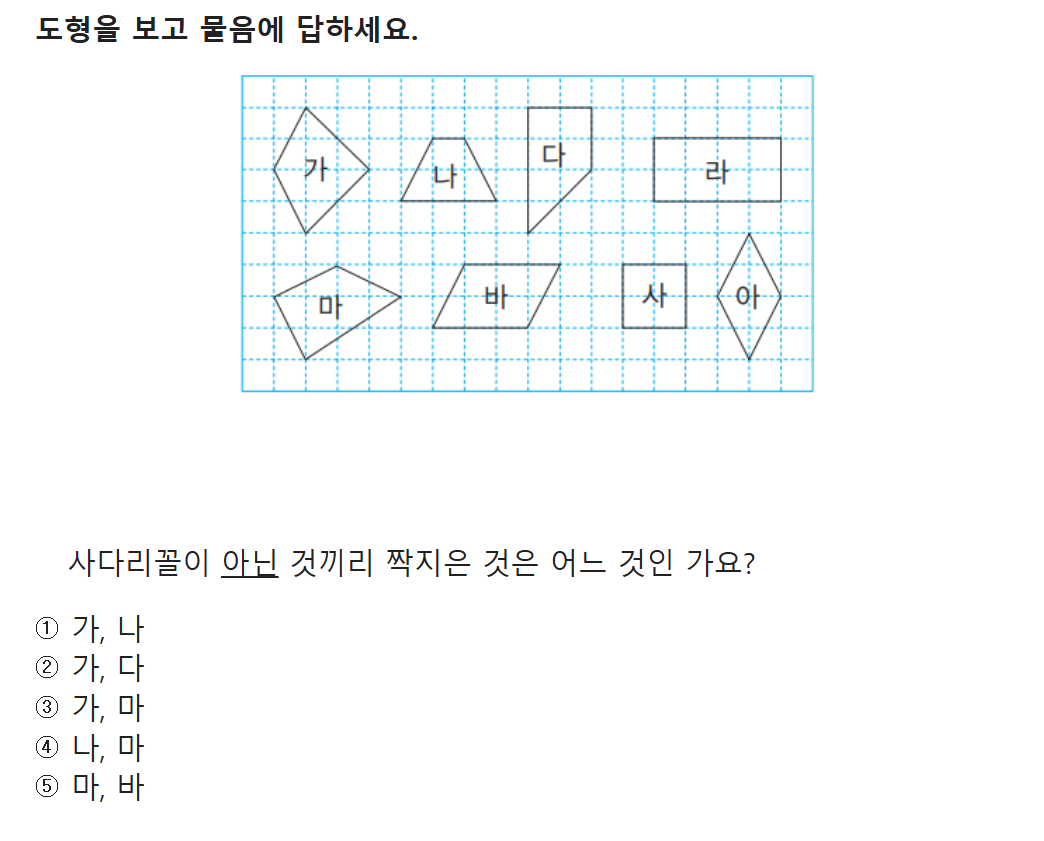 도형을 보고 물음에 답하세요.
가
나
다
라
마
바
사
아
사다리꼴이 아닌 것끼리 짝지은 것은 어느 것인 가요?
① 가, 나
② 가, 다
③ 가, 마
④ 나, 마
⑤ 마, 바